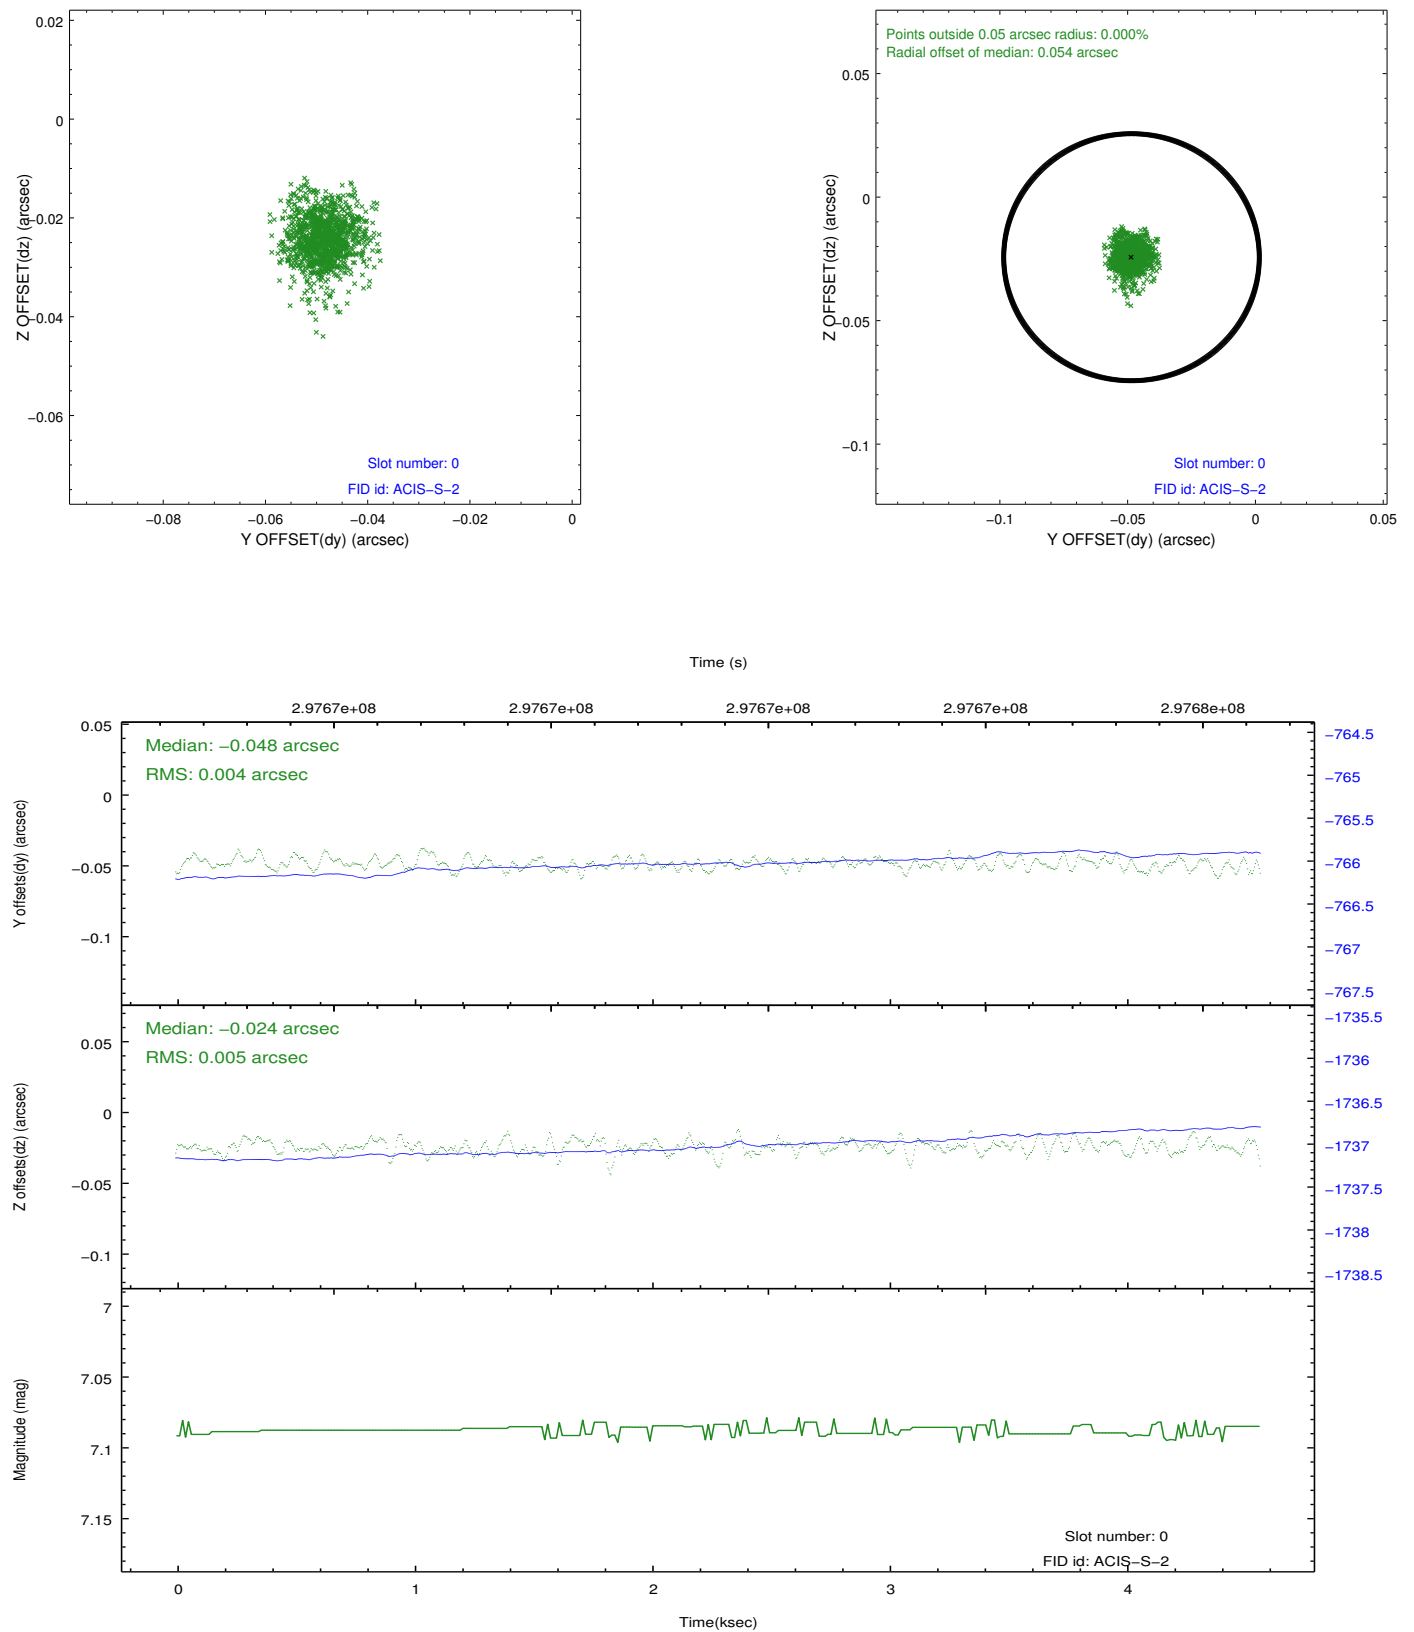 0.02
0
−0.02
−0.04
−0.06
Z OFFSET(dz) (arcsec)
Slot number: 0
FID id: ACIS−S−2
−0.08
−0.06
−0.04
−0.02
0
Y OFFSET(dy) (arcsec)
Points outside 0.05 arcsec radius: 0.000%
Radial offset of median: 0.054 arcsec
0.05
0
−0.05
−0.1
Z OFFSET(dz) (arcsec)
Slot number: 0
FID id: ACIS−S−2
−0.1
−0.05
0
0.05
Y OFFSET(dy) (arcsec)
Time (s)
2.9767e+08
2.9767e+08
2.9767e+08
2.9767e+08
2.9768e+08
Median: −0.048 arcsec
RMS: 0.004 arcsec
0.05
0
−0.05
−0.1
Y offsets(dy) (arcsec)
−764.5
−765
−765.5
−766
−766.5
−767
−767.5
Median: −0.024 arcsec
RMS: 0.005 arcsec
0.05
0
−0.05
−0.1
Z offsets(dz) (arcsec)
−1735.5
−1736
−1736.5
−1737
−1737.5
−1738
−1738.5
7
7.05
7.1
7.15
Magnitude (mag)
Slot number: 0
FID id: ACIS−S−2
0
1
2
3
4
Time(ksec)